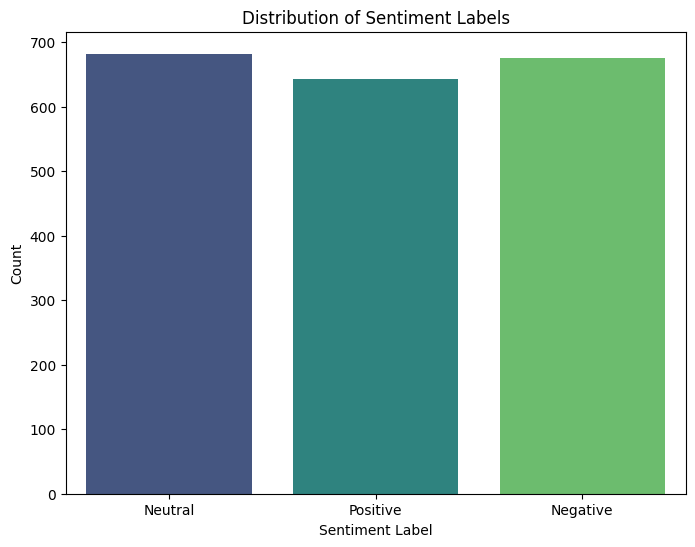 Distribution of Sentiment Labels
700
600
500
400
300
200
100
0
Count
Neutral
Positive
Negative
Sentiment Label